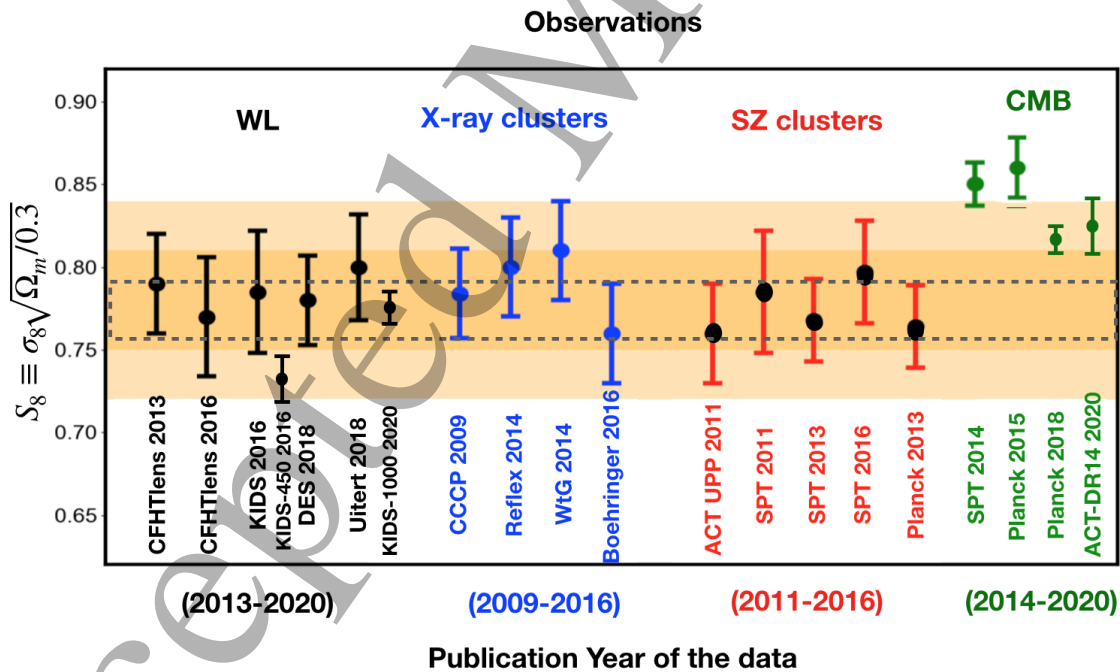 Observations
WL
X-ray clusters
SZ clusters
CMB
0.90
0.85
0.80
0.75
0.70
0.65
S₈ ≡ σ₈√Ωₘ/0.3
CFHTlens 2013
CFHTlens 2016
KIDS 2016
KIDs-450 2016
DES 2018
Uitert 2018
KIDS-1000 2020
CCCP 2009
Reflex 2014
WtG 2014
Boehringer 2016
ACT UPP 2011
SPT 2011
SPT 2013
SPT 2016
Planck 2013
SPT 2014
Planck 2015
Planck 2018
ACT-DR14 2020
(2013-2020)
(2009-2016)
(2011-2016)
(2014-2020)
Publication Year of the data